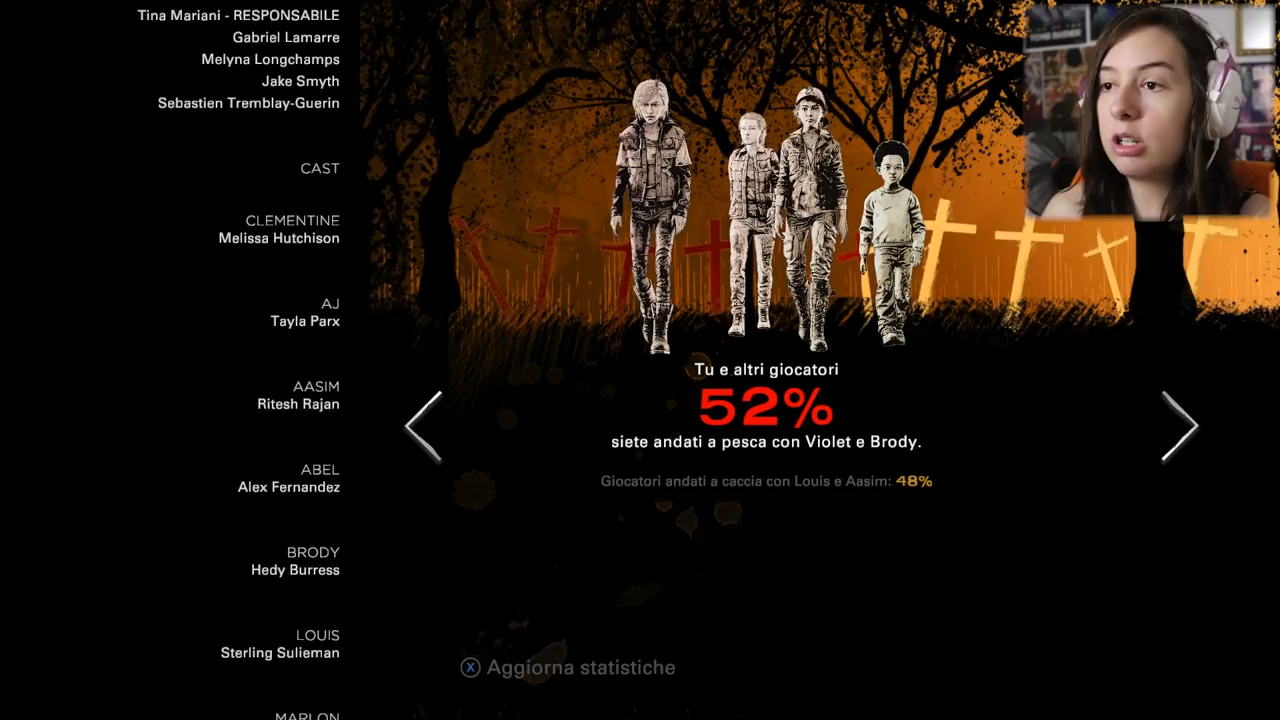 Tina Mariani - RESPONSABILE
Gabriel Lamarre
Melyna Longchamps
Jake Smyth
Sebastien Tremblay-Guerin
CAST
CLEMENTINE
Melissa Hutchison
AJ
Tayla Parx
AASIM
Ritesh Rajan
ABEL
Alex Fernandez
BRODY
Hedy Burress
LOUIS
Sterling Sulieman
MARLON
Tu e altri giocatori
52%
siete andati a pesca con Violet e Brody.
Giocatori andati a caccia con Louis e Aasim: 48%
X Aggiorna statistiche